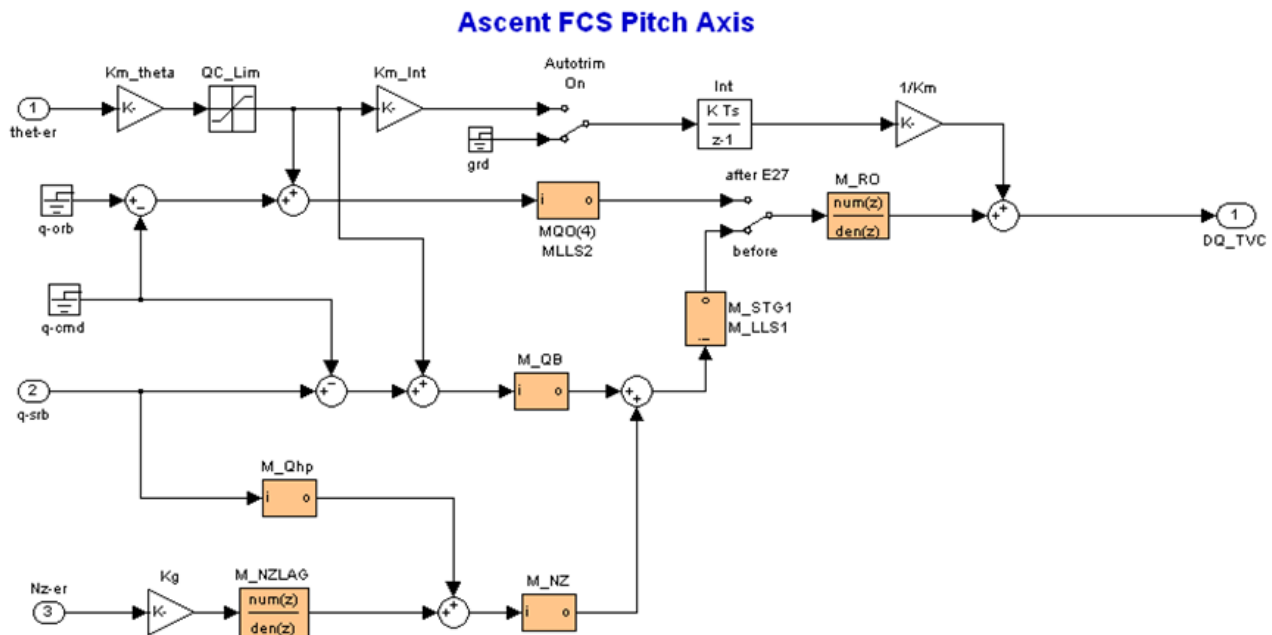 Ascent FCS Pitch Axis
Km_theta
QC_Lim
Km_Int
Autotrim
On
Int
1/Km
1
K-
K-
K Ts
z-1
K-
thet-er
grd
after E27
M_RO
q-orb
i
o
num(z)
den(z)
1
MQO(4)
MLLS2
before
DQ_TVC
q-cmd
o
i
M_STG1
M_LLS1
M_QB
2
i
o
q-srb
M_Qhp
i
o
Nz-er
Kg
M_NZLAG
M_NZ
3
K-
num(z)
den(z)
i
o